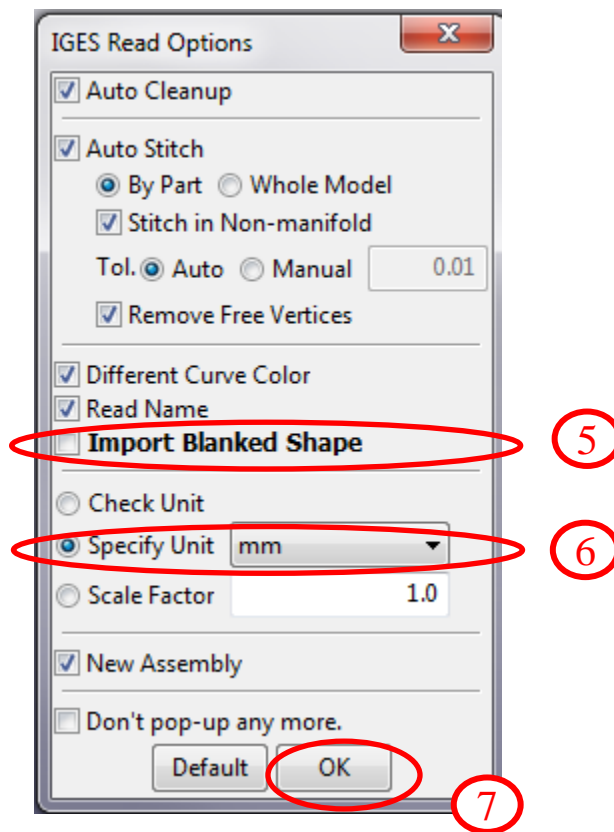 IGES Read Options
Auto Cleanup
Auto Stitch
By Part Whole Model
Stitch in Non-manifold
Tol. Auto Manual 0.01
Remove Free Vertices
Different Curve Color
Read Name
Import Blanked Shape 5
Check Unit
Specify Unit mm 6
Scale Factor 1.0
New Assembly
Don't pop-up any more.
Default OK
7